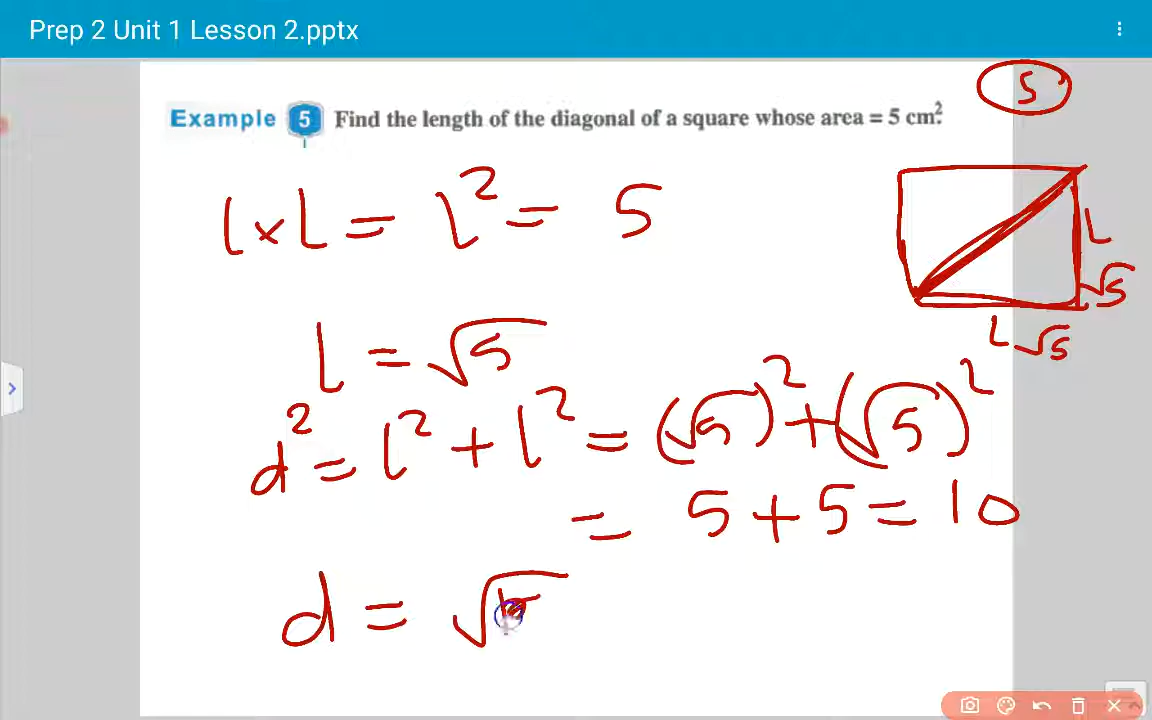 Prep 2 Unit 1 Lesson 2.pptx
5
Example 5 Find the length of the diagonal of a square whose area = 5 cm²
l × l = l² = 5
L
√5
L √5
l = √5
d² = l² + l² = (√5)² + (√5)²
= 5 + 5 = 10
d = √